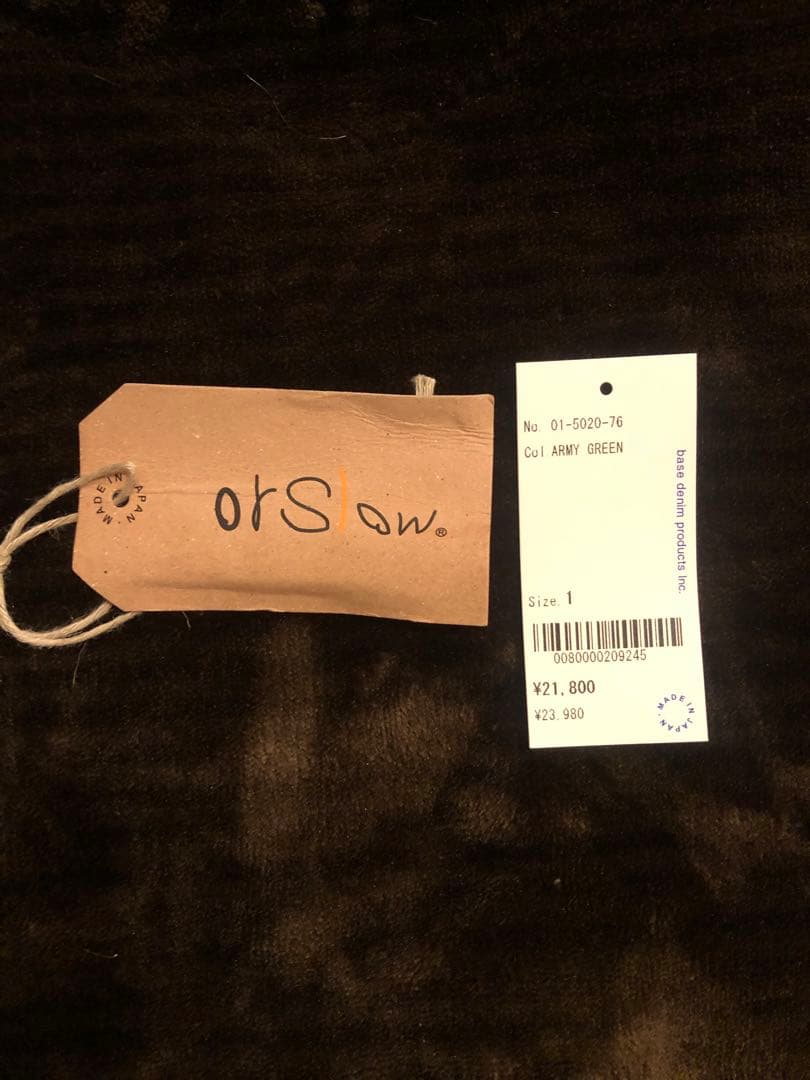 MADE IN JAPAN.
orSlow®
No. 01-5020-76
Col ARMY GREEN
base denim products Inc.
Size. 1
0080000209245
¥21,800
¥23.980
MADE IN JAPAN.